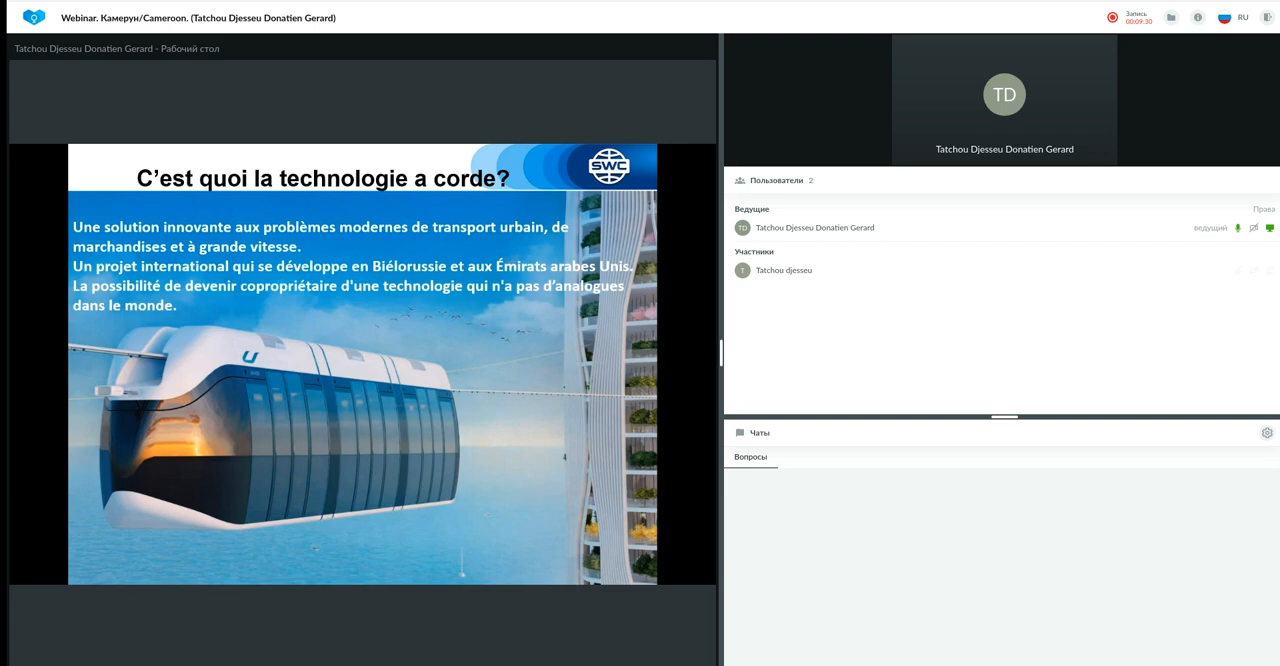 Webinar. Камерун/Cameroon. (Tatchou Djesseu Donatien Gerard)
Запись
00:09:30
RU
Tatchou Djesseu Donatien Gerard - Рабочий стол
C’est quoi la technologie a corde?
SWC
Une solution innovante aux problèmes modernes de transport urbain, de
marchandises et à grande vitesse.
Un projet international qui se développe en Biélorussie et aux Émirats arabes Unis.
La possibilité de devenir copropriétaire d'une technologie qui n'a pas d’analogues
dans le monde.
U
TD
Tatchou Djesseu Donatien Gerard
Пользователи 2
Ведущие Права
TD Tatchou Djesseu Donatien Gerard ведущий
Участники
T Tatchou djesseu
Чаты
Вопросы